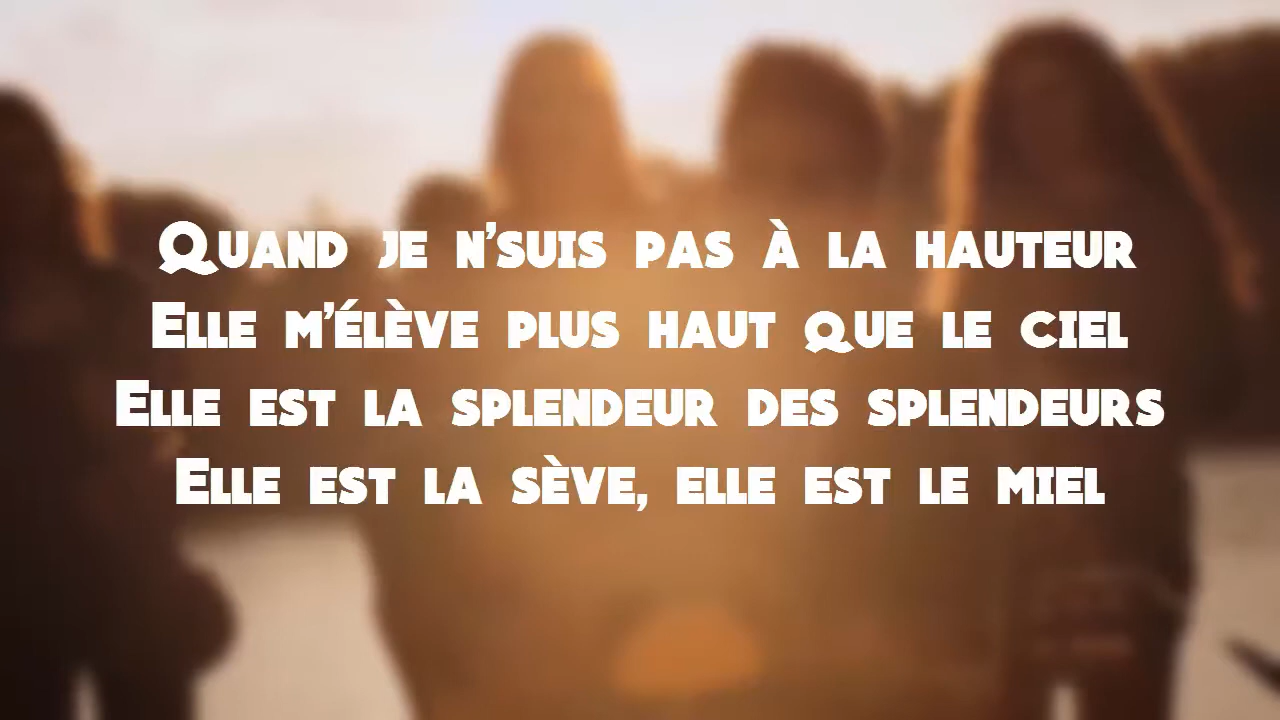 Quand je n'suis pas à la hauteur
Elle m'élève plus haut que le ciel
Elle est la splendeur des splendeurs
Elle est la sève, elle est le miel